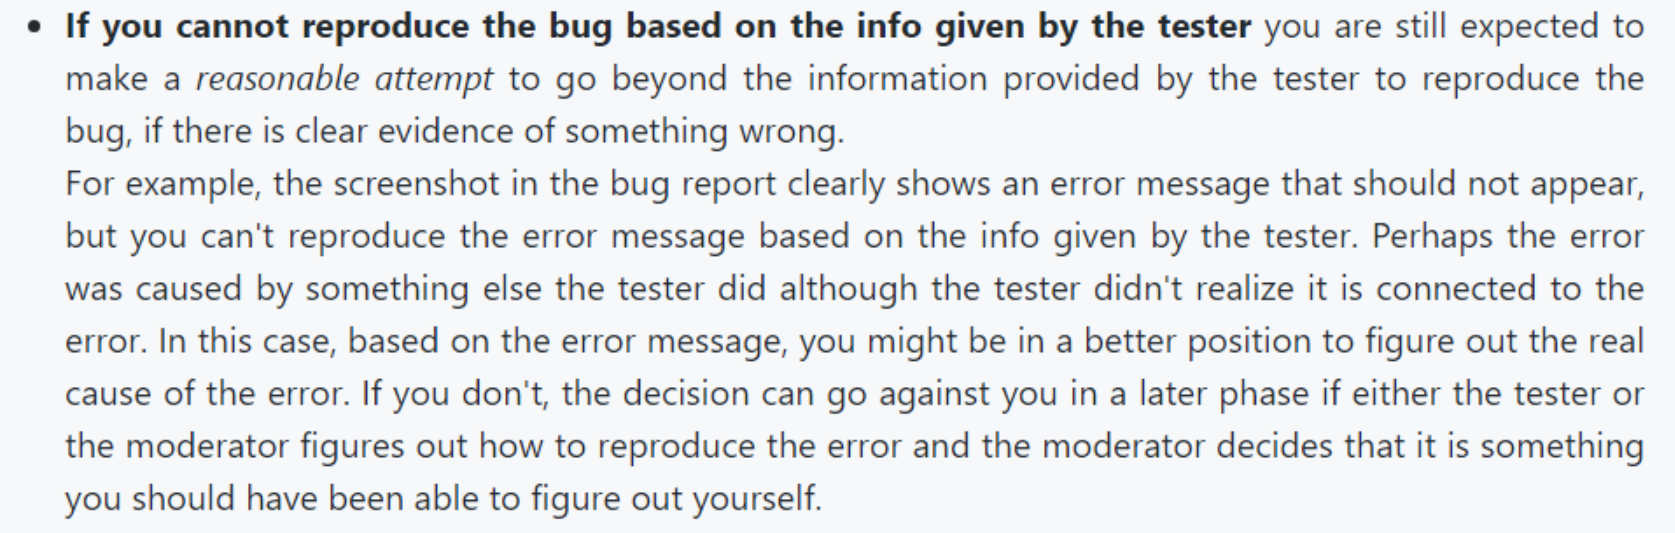 • If you cannot reproduce the bug based on the info given by the tester you are still expected to
make a reasonable attempt to go beyond the information provided by the tester to reproduce the
bug, if there is clear evidence of something wrong.
For example, the screenshot in the bug report clearly shows an error message that should not appear,
but you can't reproduce the error message based on the info given by the tester. Perhaps the error
was caused by something else the tester did although the tester didn't realize it is connected to the
error. In this case, based on the error message, you might be in a better position to figure out the real
cause of the error. If you don't, the decision can go against you in a later phase if either the tester or
the moderator figures out how to reproduce the error and the moderator decides that it is something
you should have been able to figure out yourself.